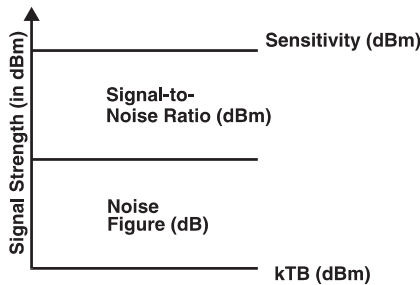 Signal Strength (in dBm)
Sensitivity (dBm)
Signal-to-
Noise Ratio (dBm)
Noise
Figure (dB)
kTB (dBm)